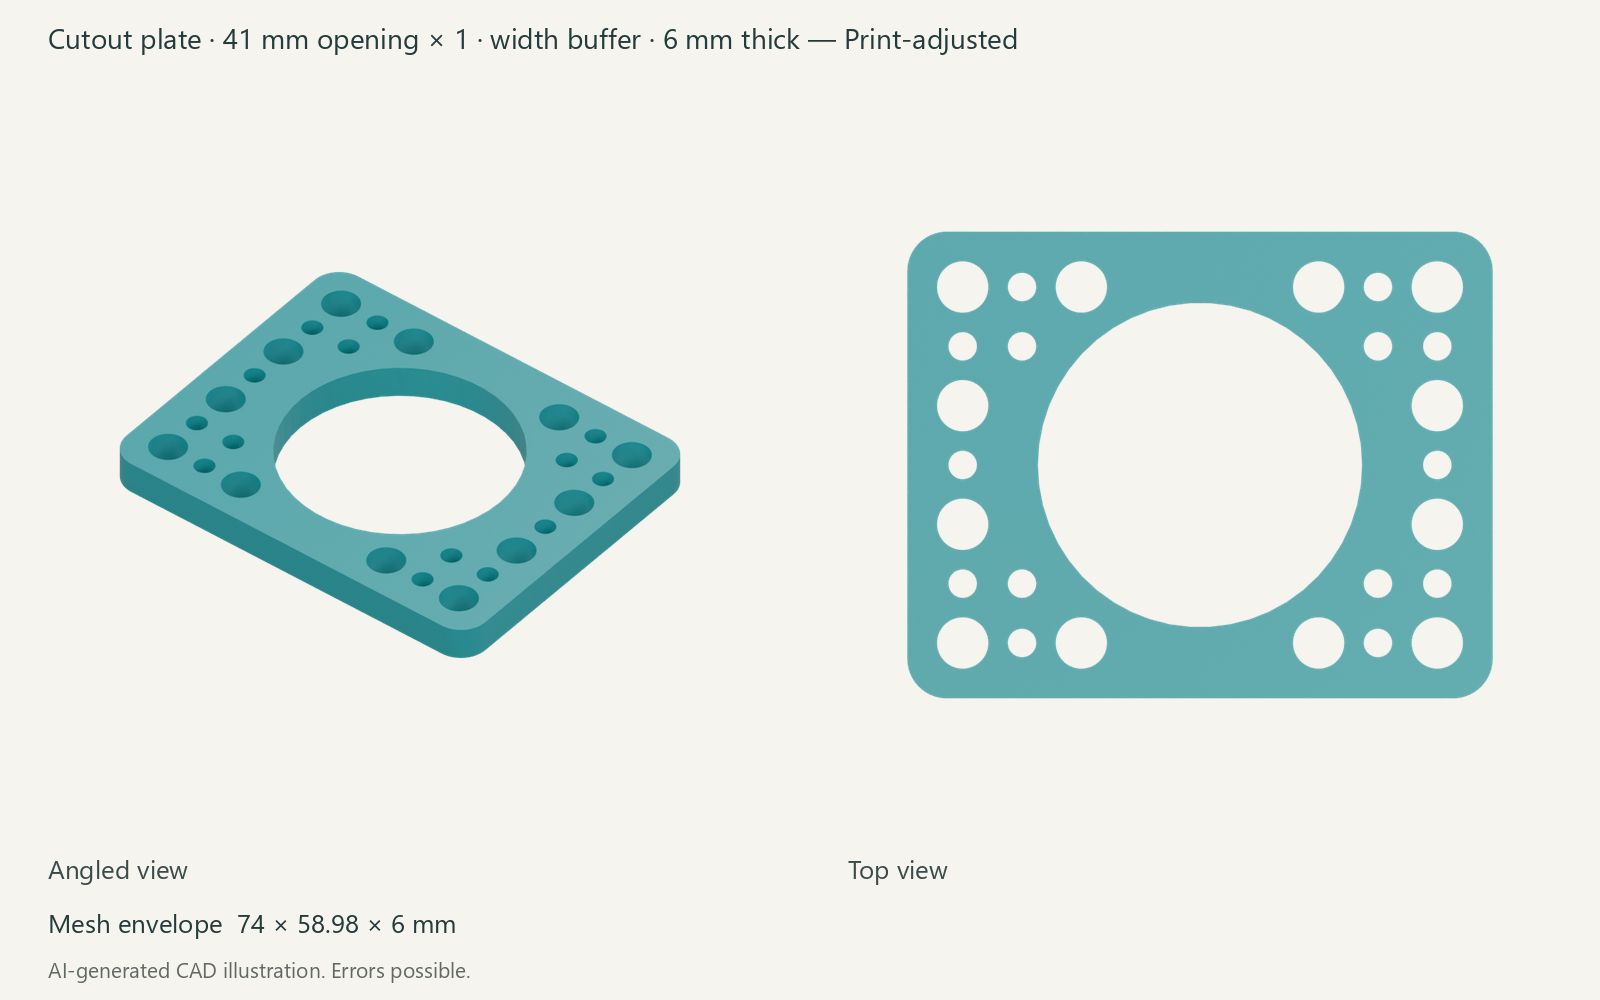 Cutout plate · 41 mm opening × 1 · width buffer · 6 mm thick — Print-adjusted
Angled view
Top view
Mesh envelope 74 × 58.98 × 6 mm
AI-generated CAD illustration. Errors possible.